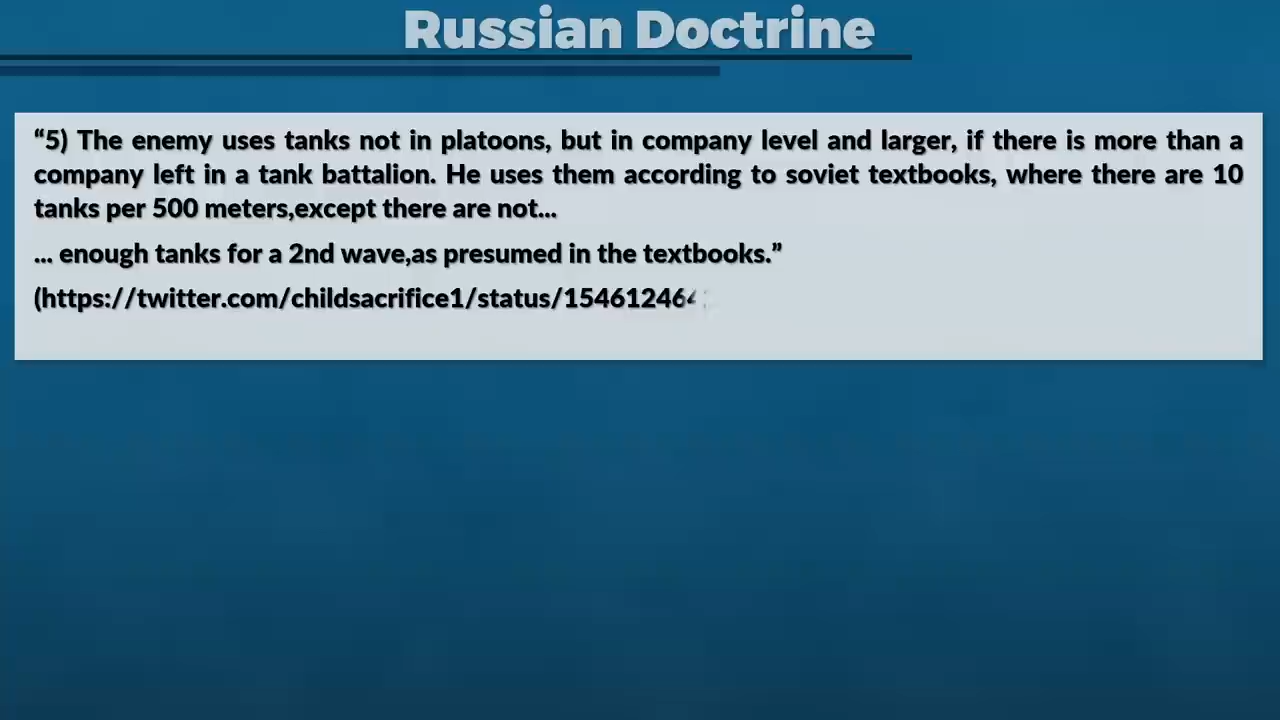 Russian Doctrine
“5) The enemy uses tanks not in platoons, but in company level and larger, if there is more than a
company left in a tank battalion. He uses them according to soviet textbooks, where there are 10
tanks per 500 meters,except there are not...
... enough tanks for a 2nd wave,as presumed in the textbooks.”
(https://twitter.com/childsacrifice1/status/154612464